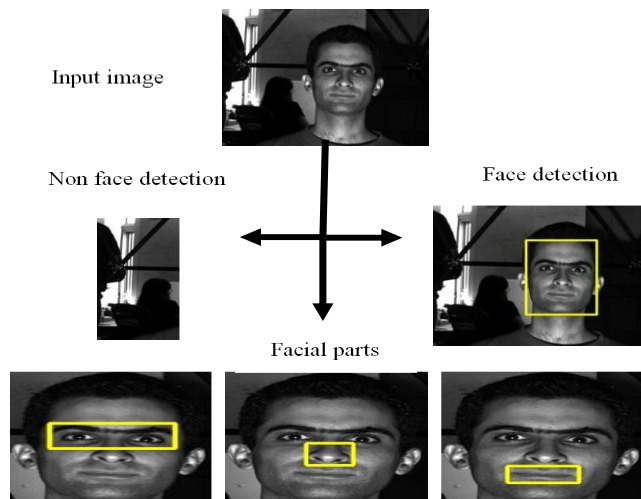 Input image
Non face detection
Face detection
Facial parts